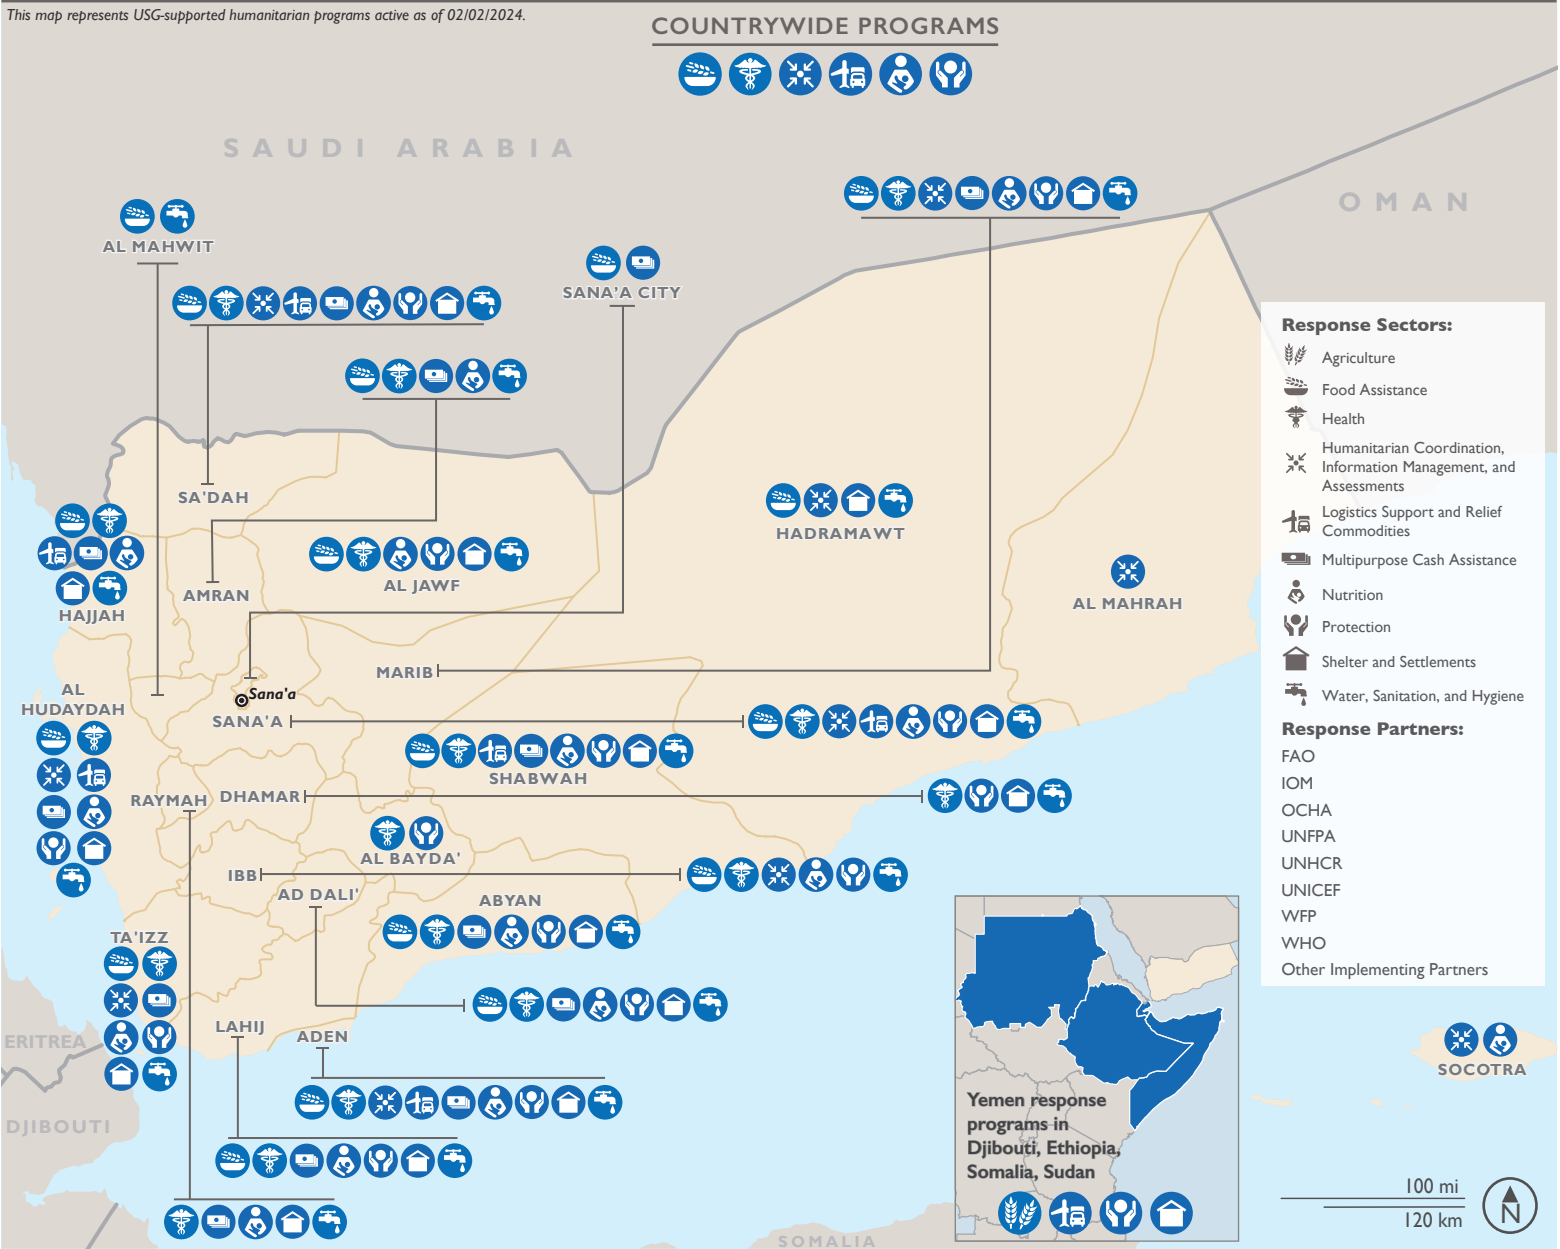 This map represents USG-supported humanitarian programs active as of 02/02/2024.
COUNTRYWIDE PROGRAMS
SAUDI ARABIA
OMAN
AL MAHWIT
SANA'A CITY
SA'DAH
AMRAN
AL JAWF
HAJJAH
HADRAMAWT
AL MAHRAH
MARIB
AL
HUDAYDAH
Sana'a
SANA'A
SHABWAH
RAYMAH
DHAMAR
AL BAYDA'
IBB
AD DALI'
ABYAN
TA'IZZ
LAHIJ
ADEN
ERITREA
DJIBOUTI
SOMALIA
SOCOTRA
Response Sectors:
Agriculture
Food Assistance
Health
Humanitarian Coordination,
Information Management, and
Assessments
Logistics Support and Relief
Commodities
Multipurpose Cash Assistance
Nutrition
Protection
Shelter and Settlements
Water, Sanitation, and Hygiene
Response Partners:
FAO
IOM
OCHA
UNFPA
UNHCR
UNICEF
WFP
WHO
Other Implementing Partners
Yemen response
programs in
Djibouti, Ethiopia,
Somalia, Sudan
100 mi
120 km
N